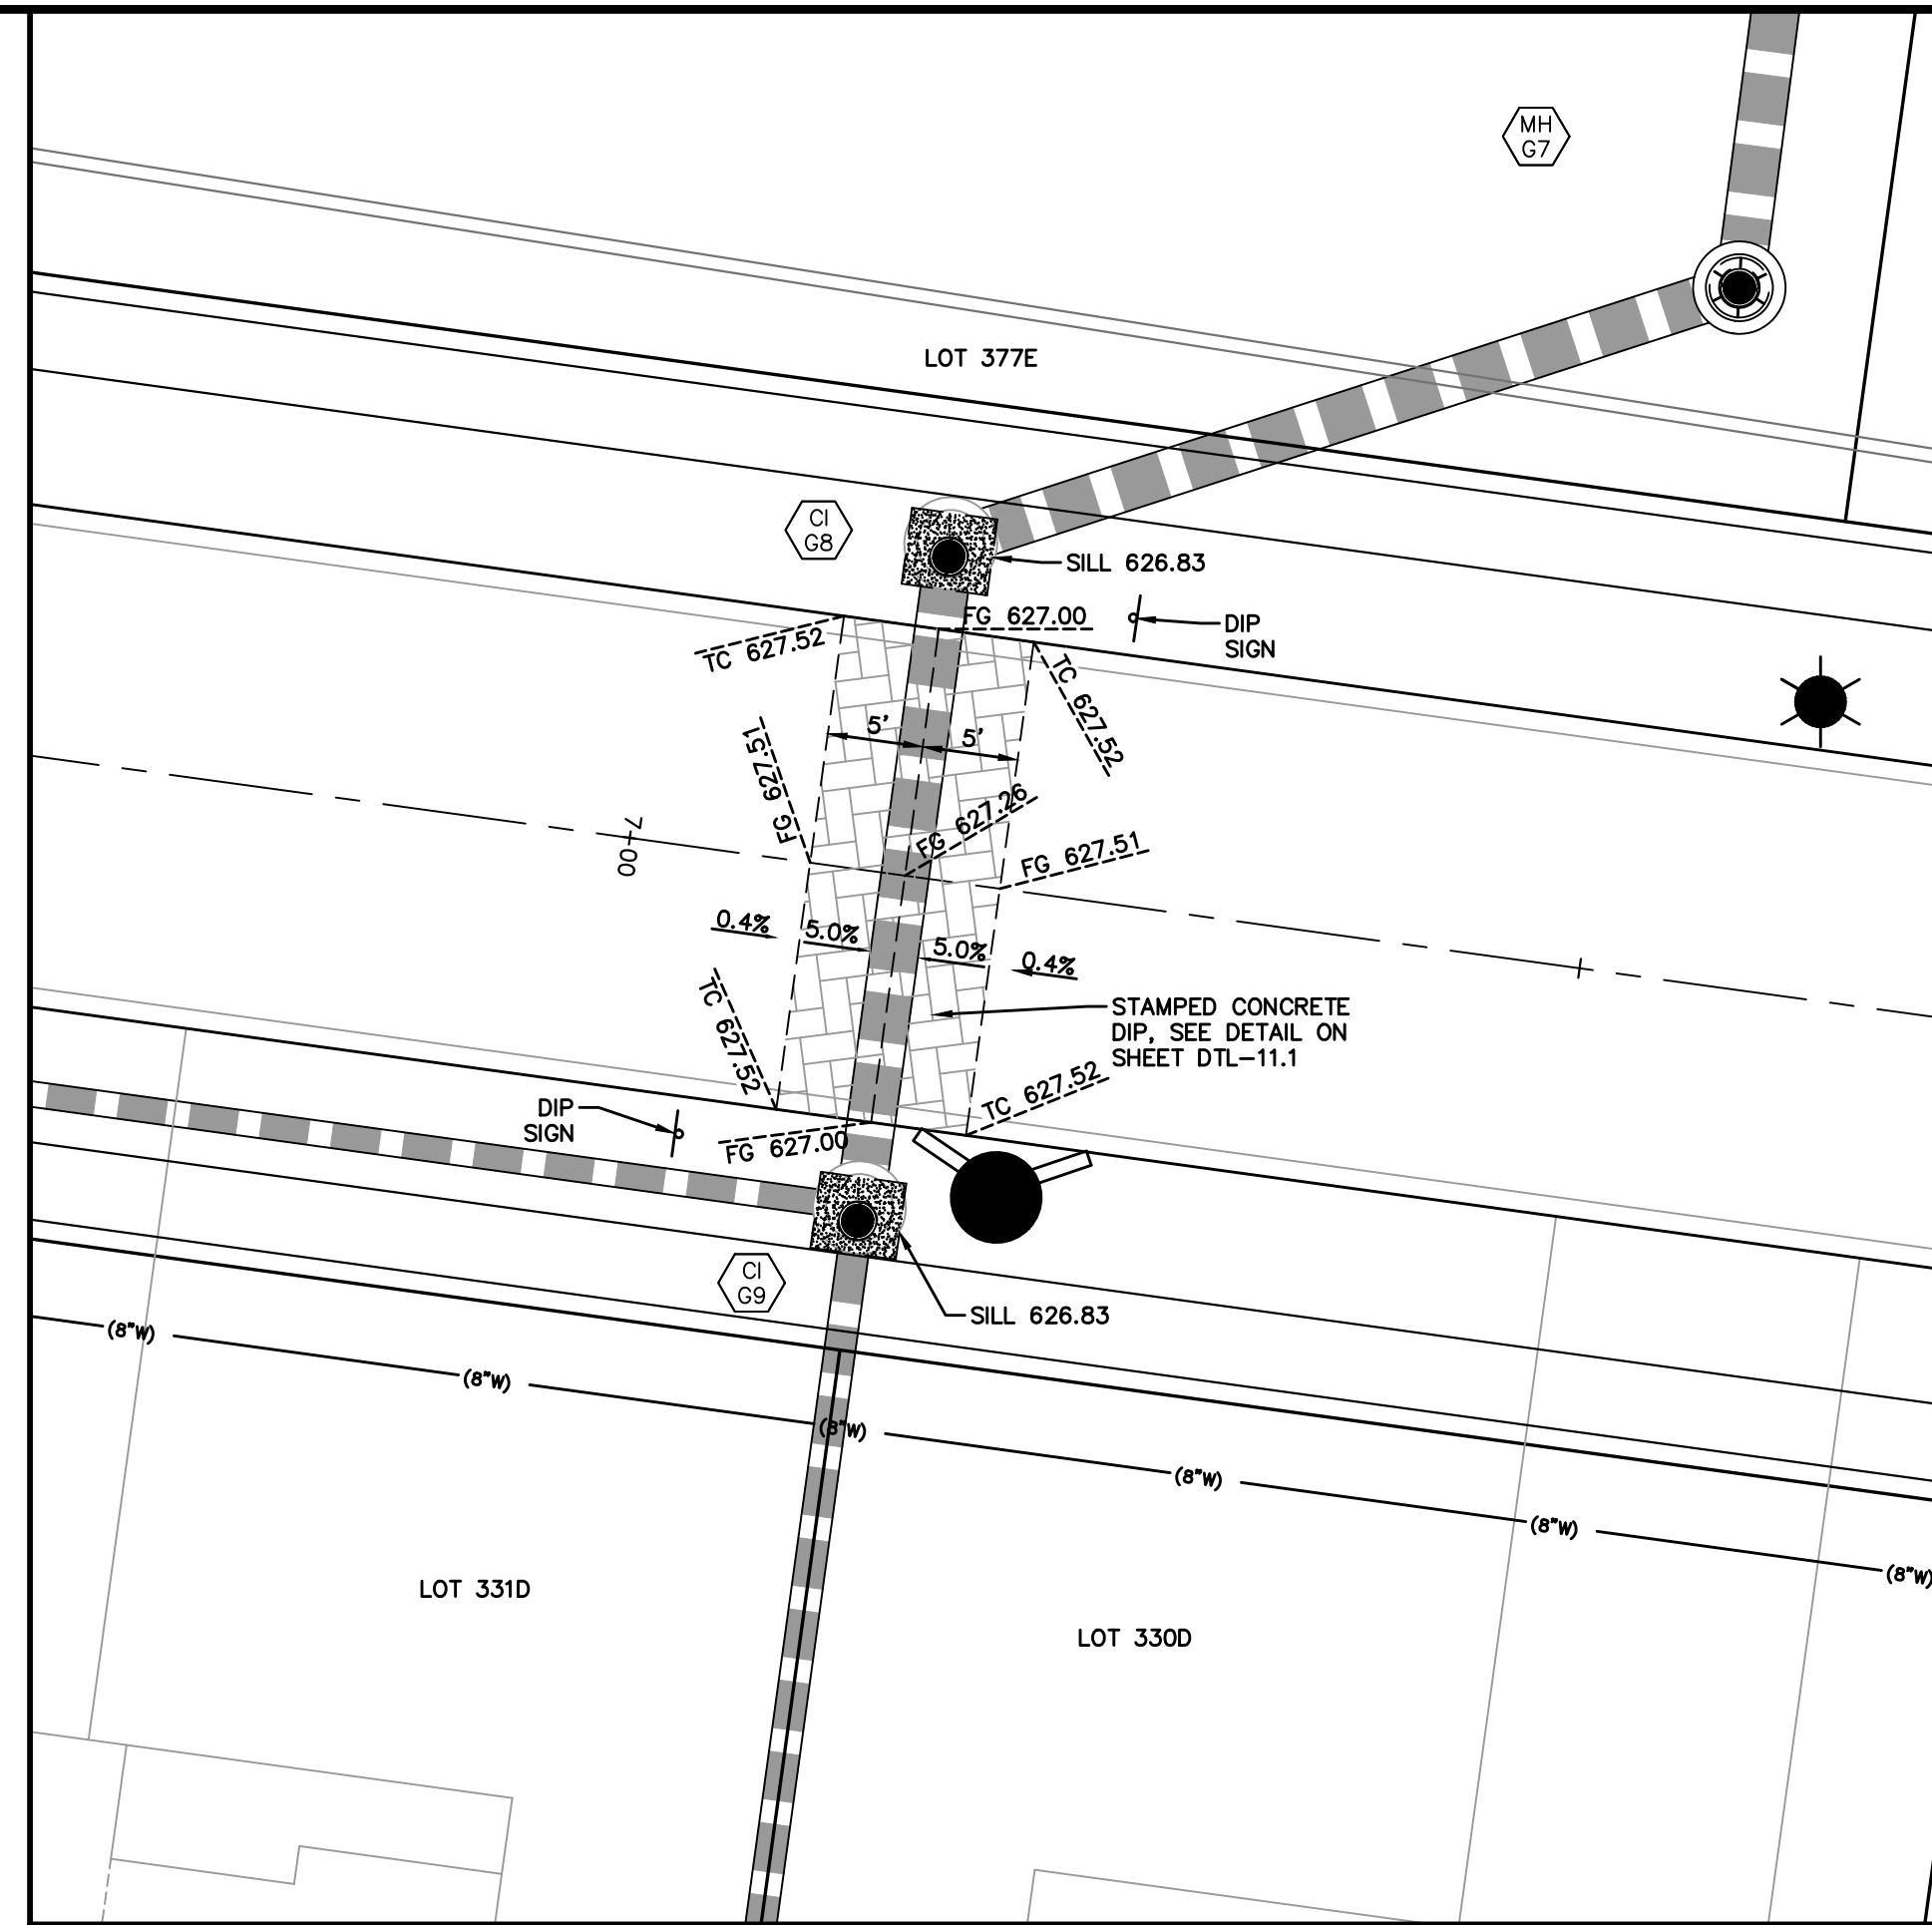 MH
G7
LOT 377E
CI
G8
SILL 626.83
FG 627.00
DIP
SIGN
TC 627.52
TC 627.52
5'
5'
FG 627.51
FG 627.26
7+00
FG 627.51
0.4%
5.0%
5.0%
0.4%
STAMPED CONCRETE
DIP, SEE DETAIL ON
SHEET DTL-11.1
TC 627.52
TC 627.52
DIP
SIGN
FG 627.00
CI
G9
SILL 626.83
(8"W)
(8"W)
(8"W)
(8"W)
(8"W)
(8"W)
LOT 331D
LOT 330D